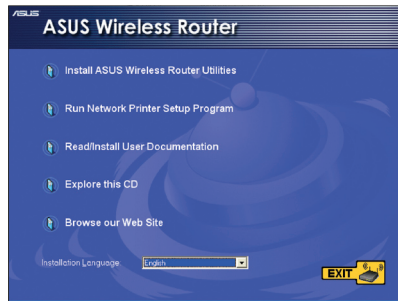 ASUS
ASUS Wireless Router
Install ASUS Wireless Router Utilities
Run Network Printer Setup Program
Read/Install User Documentation
Explore this CD
Browse our Web Site
Installation Language: English
EXIT